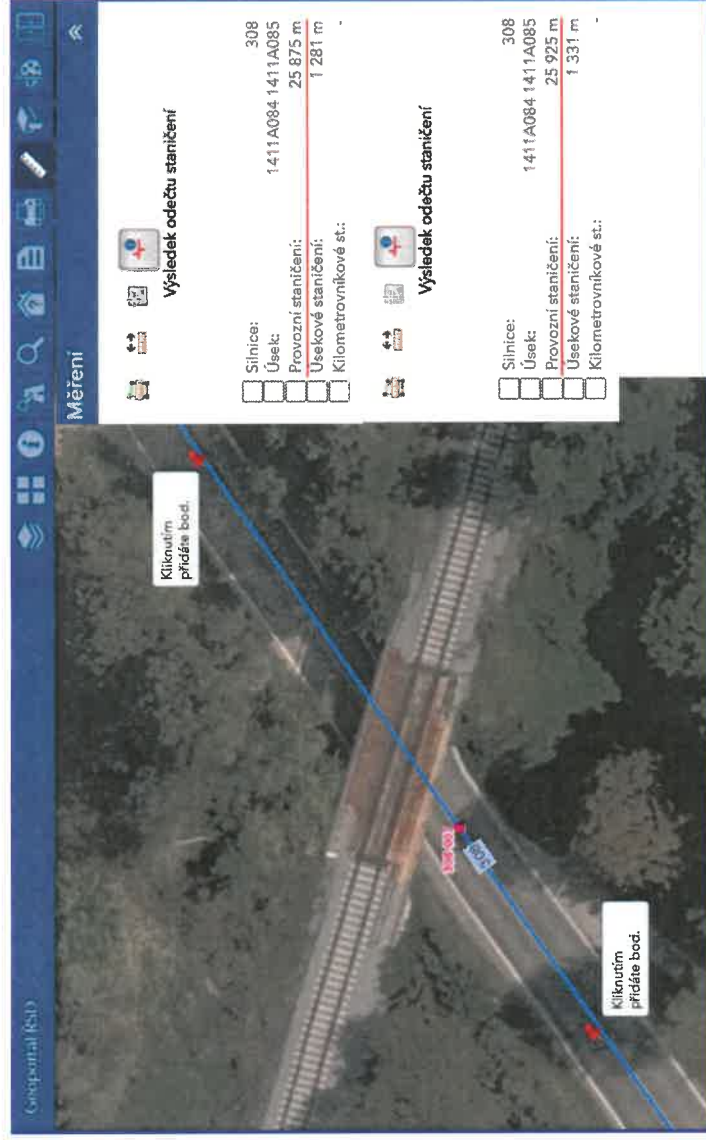 Geoportal ŘSD
Měření
Výsledek odečtu staničení
Silnice: 308
Úsek: 1411A084 1411A085
Provozní staničení: 25 875 m
Úsekové staničení: 1 281 m
Kilometrovníkové st.: -
Výsledek odečtu staničení
Silnice: 308
Úsek: 1411A084 1411A085
Provozní staničení: 25 925 m
Úsekové staničení: 1 331 m
Kilometrovníkové st.: -
Kliknutím
přidáte bod.
308
Kliknutím
přidáte bod.